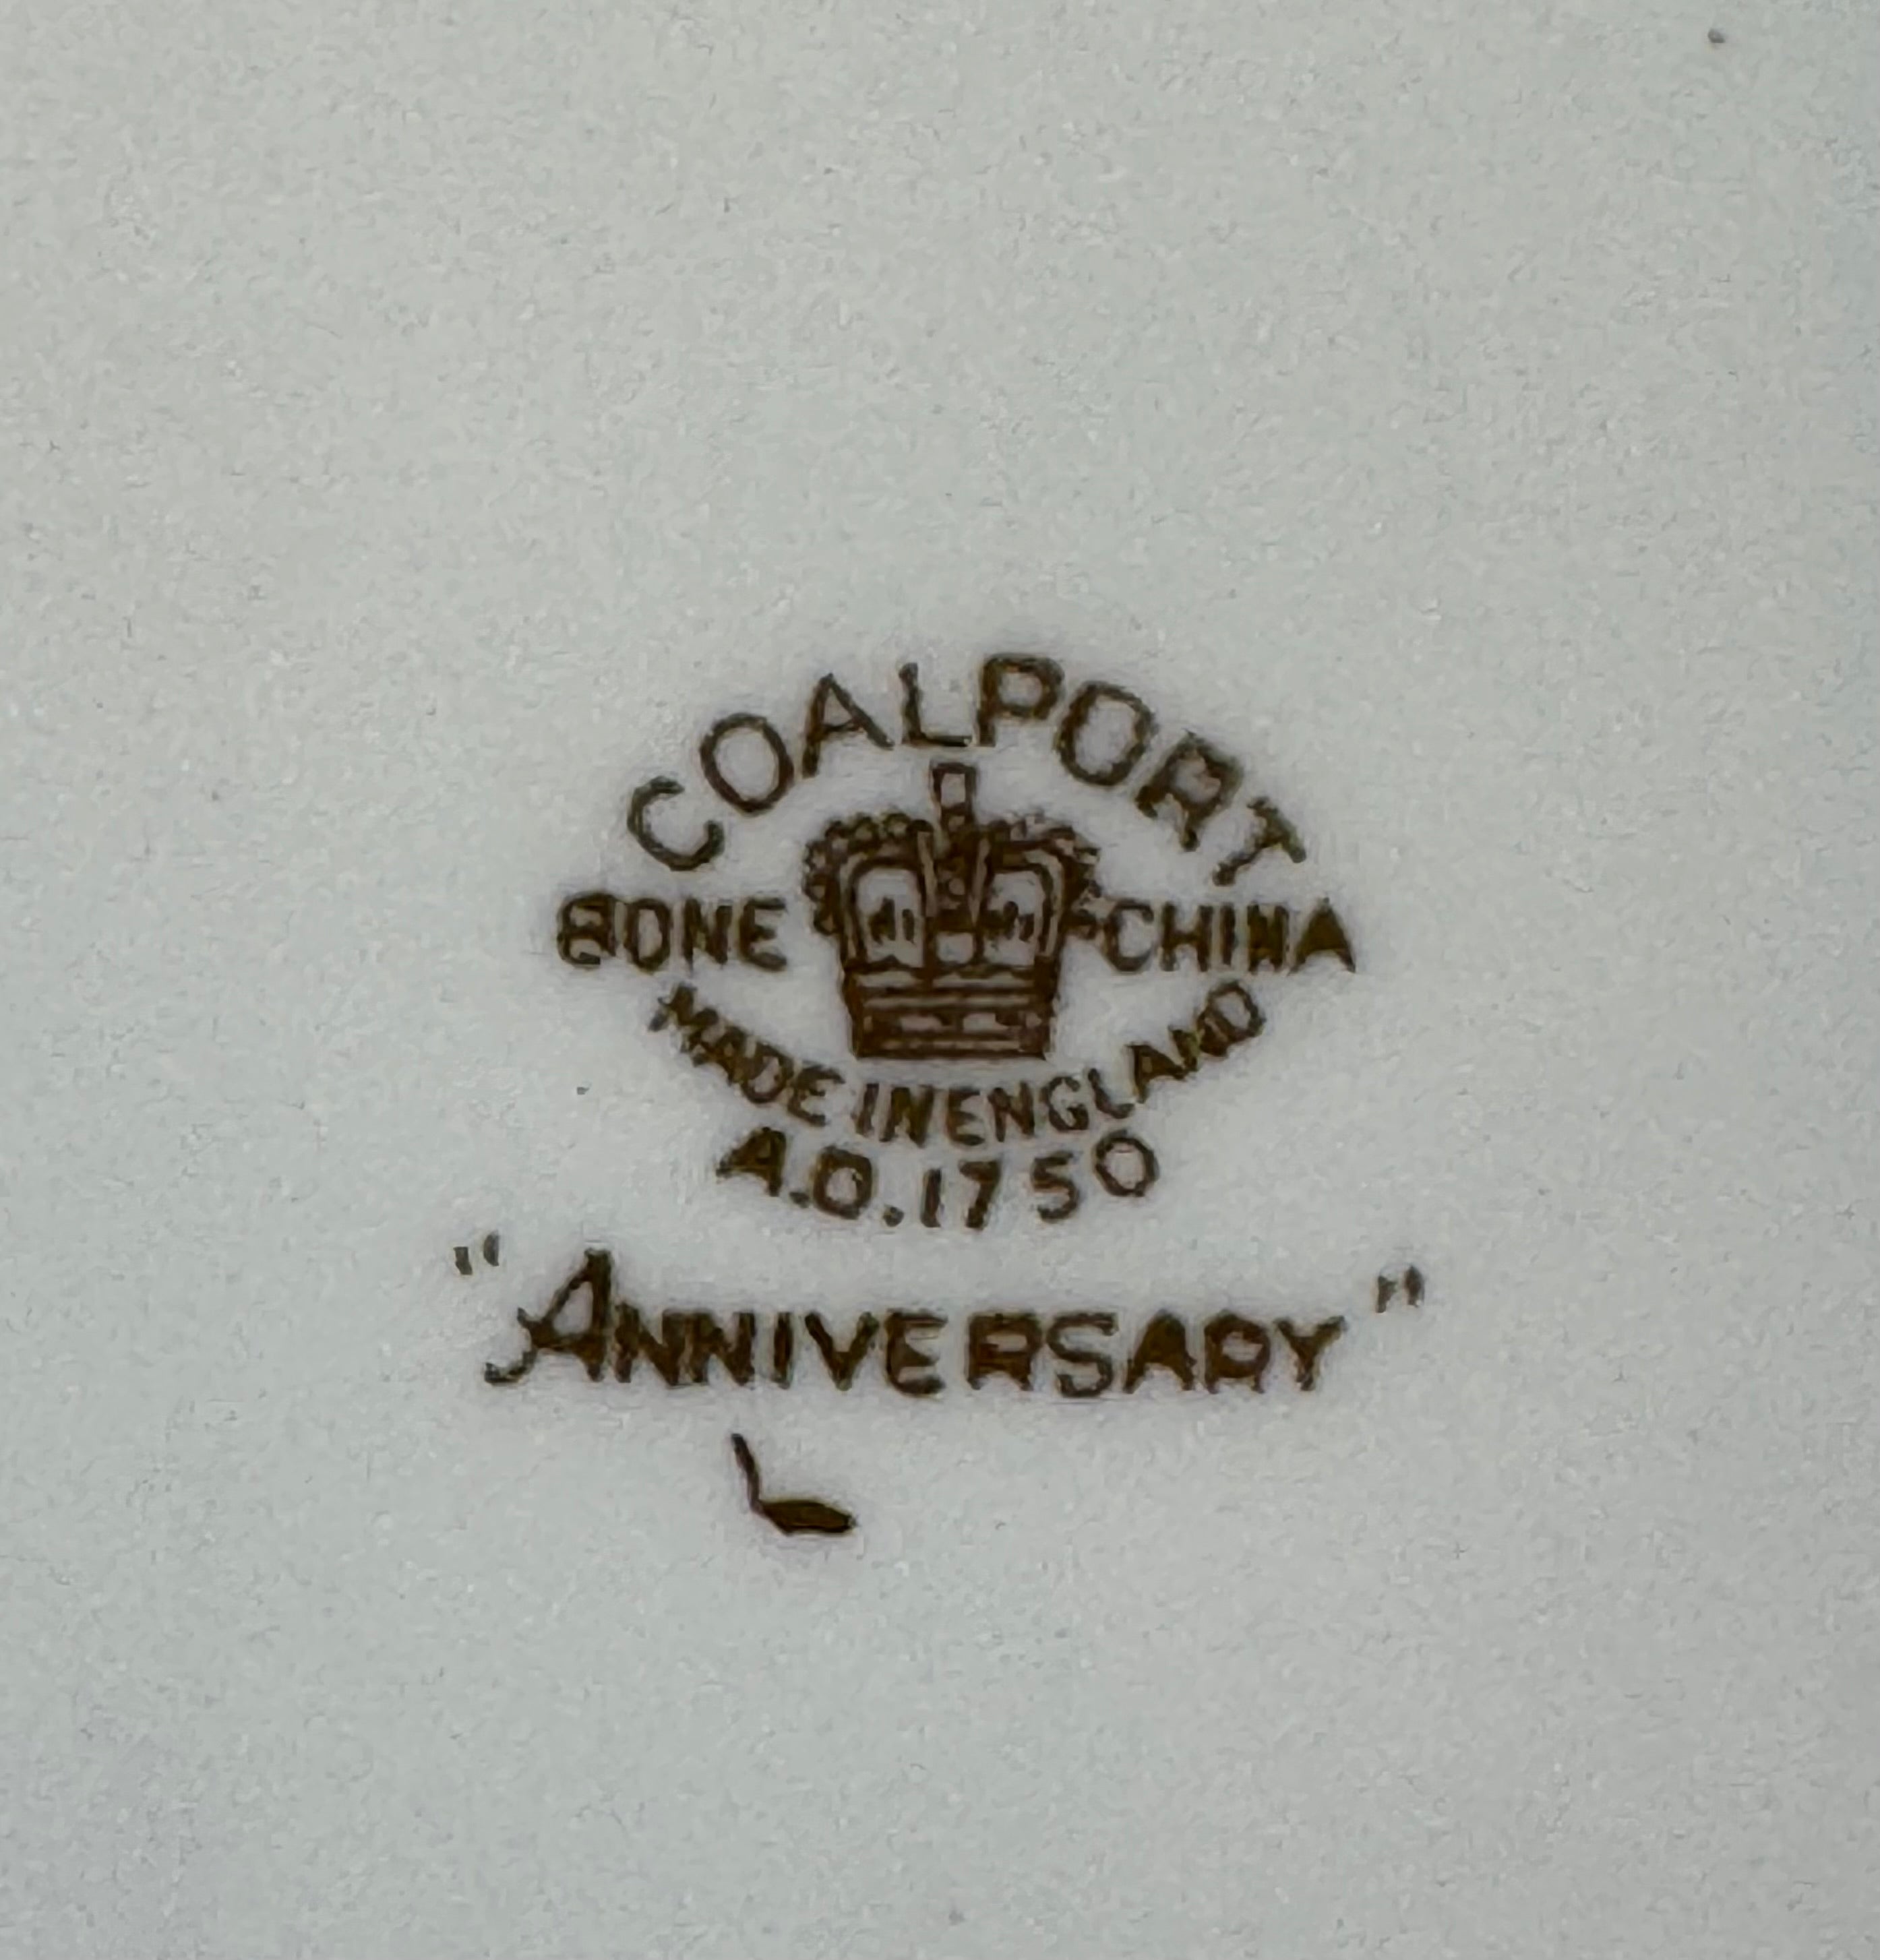 COALPORT
BONE CHINA
MADE IN ENGLAND
A.D.1750
"ANNIVERSARY"